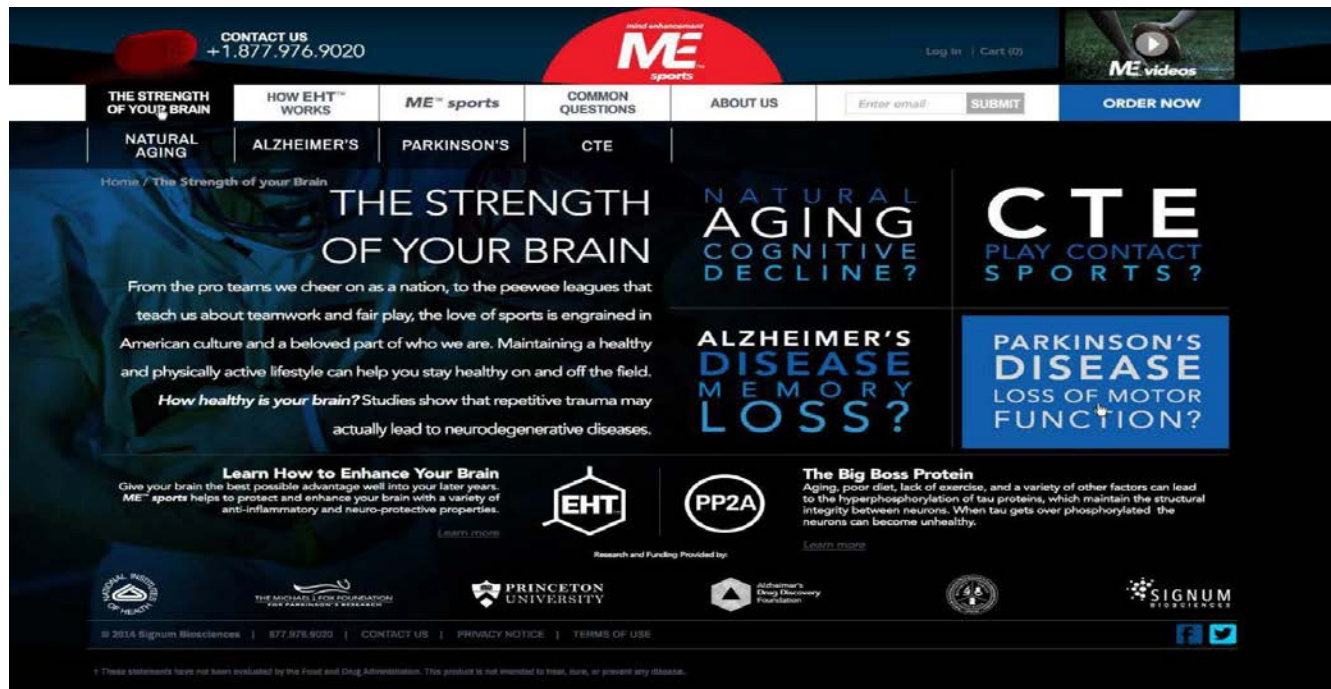 CONTACT US
+1.877.976.9020
mind enhancement
ME™
sports
Log In | Cart (0)
ME videos
THE STRENGTH
OF YOUR BRAIN
HOW EHT™
WORKS
ME™ sports
COMMON
QUESTIONS
ABOUT US
Enter email
SUBMIT
ORDER NOW
NATURAL
AGING
ALZHEIMER'S
PARKINSON'S
CTE
Home / The Strength of your Brain
THE STRENGTH
OF YOUR BRAIN
From the pro teams we cheer on as a nation, to the peewee leagues that
teach us about teamwork and fair play, the love of sports is engrained in
American culture and a beloved part of who we are. Maintaining a healthy
and physically active lifestyle can help you stay healthy on and off the field.
How healthy is your brain? Studies show that repetitive trauma may
actually lead to neurodegenerative diseases.
NATURAL
AGING
COGNITIVE
DECLINE?
CTE
PLAY CONTACT
SPORTS?
ALZHEIMER'S
DISEASE
MEMORY
LOSS?
PARKINSON'S
DISEASE
LOSS OF MOTOR
FUNCTION?
Learn How to Enhance Your Brain
Give your brain the best possible advantage well into your later years.
ME™ sports helps to protect and enhance your brain with a variety of
anti-inflammatory and neuro-protective properties.
Learn more
EHT
PP2A
The Big Boss Protein
Aging, poor diet, lack of exercise, and a variety of other factors can lead
to the hyperphosphorylation of tau proteins, which maintain the structural
integrity between neurons. When tau gets over phosphorylated the
neurons can become unhealthy.
Learn more
Research and Funding Provided by:
NATIONAL INSTITUTES
OF HEALTH
THE MICHAEL J. FOX FOUNDATION
FOR PARKINSON'S RESEARCH
PRINCETON
UNIVERSITY
Alzheimer's
Drug Discovery
Foundation
SIGNUM
BIOSCIENCES
© 2014 Signum Biosciences | 877.976.9020 | CONTACT US | PRIVACY NOTICE | TERMS OF USE
† These statements have not been evaluated by the Food and Drug Administration. This product is not intended to treat, cure, or prevent any disease.